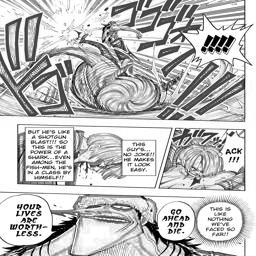 !!!!
ACK
!!!
THIS
GUY'S...
NO JOKE!!
HE MAKES
IT LOOK
EASY.
BUT HE'S LIKE
A SHOTGUN
BLAST!!! SO
THIS IS THE
POWER OF A
SHARK...EVEN
AMONG THE
FISH-MEN, HE'S
IN A CLASS BY
HIMSELF!!
THIS IS
LIKE
NOTHING
WE'VE
FACED SO
FAR!!
GO
AHEAD
AND
DIE.
YOUR
LIVES
ARE
WORTH-
LESS.